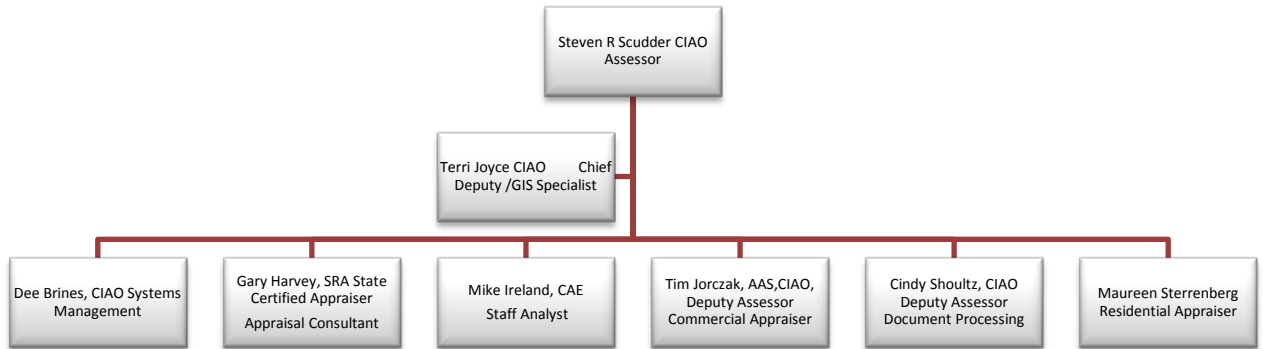 Steven R Scudder CIAO
Assessor
Terri Joyce CIAO Chief
Deputy /GIS Specialist
Dee Brines, CIAO Systems
Management
Gary Harvey, SRA State
Certified Appraiser
Appraisal Consultant
Mike Ireland, CAE
Staff Analyst
Tim Jorczak, AAS,CIAO,
Deputy Assessor
Commercial Appraiser
Cindy Shoultz, CIAO
Deputy Assessor
Document Processing
Maureen Sterrenberg
Residential Appraiser